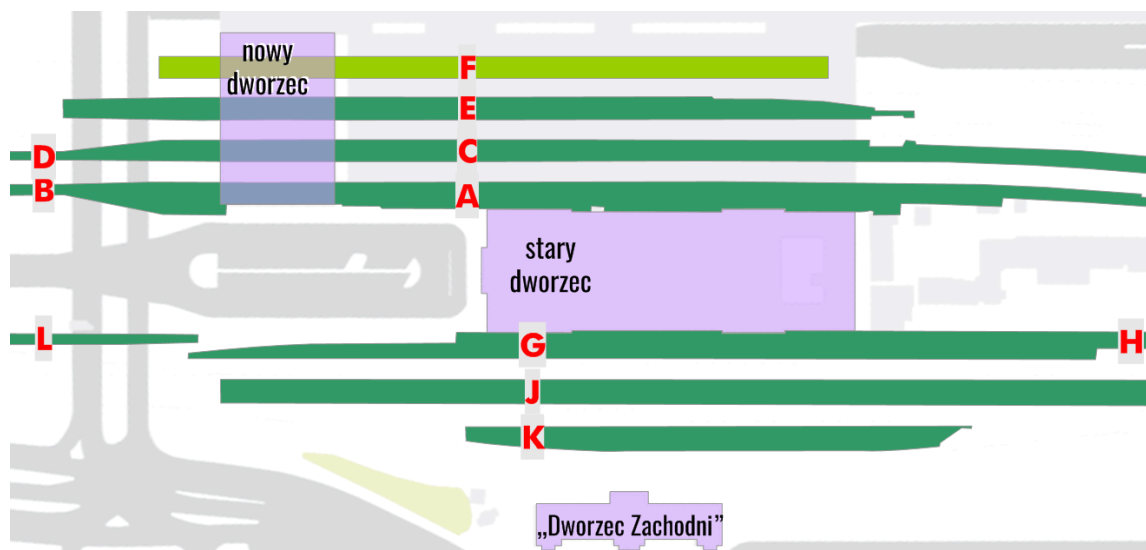 nowy
dworzec
F
E
D
C
B
A
stary
dworzec
L
G
H
J
K
„Dworzec Zachodni”